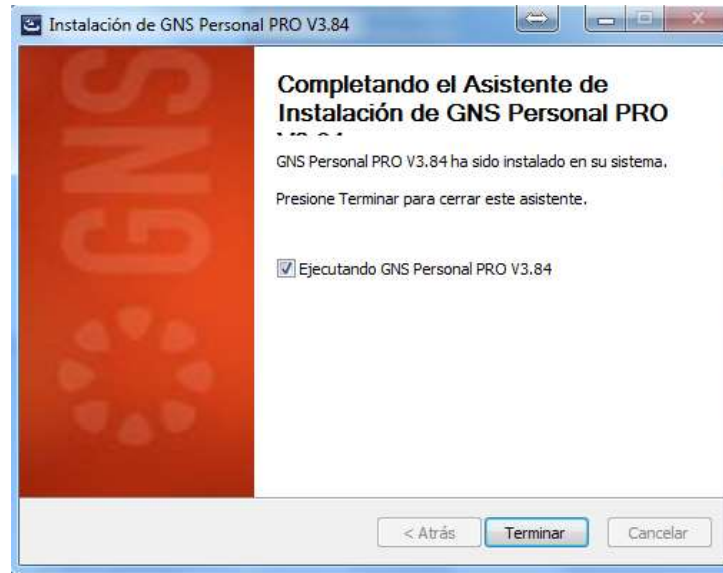 Instalación de GNS Personal PRO V3.84
GNS
Completando el Asistente de
Instalación de GNS Personal PRO
GNS Personal PRO V3.84 ha sido instalado en su sistema.
Presione Terminar para cerrar este asistente.
Ejecutando GNS Personal PRO V3.84
< Atrás
Terminar
Cancelar